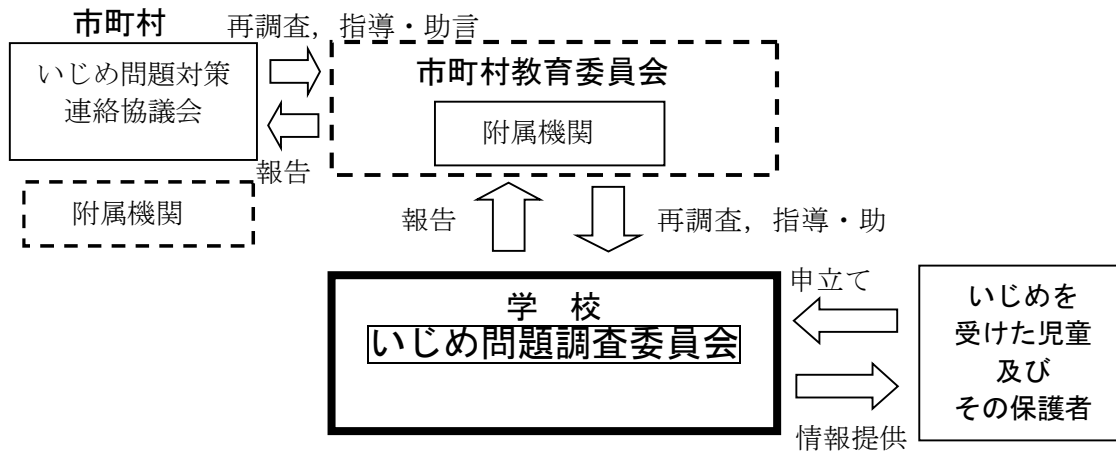 市町村
再調査，指導・助言
いじめ問題対策
連絡協議会
市町村教育委員会
附属機関
報告
附属機関
報告
再調査，指導・助
学　校
いじめ問題調査委員会
申立て
情報提供
いじめを
受けた児童
及び
その保護者